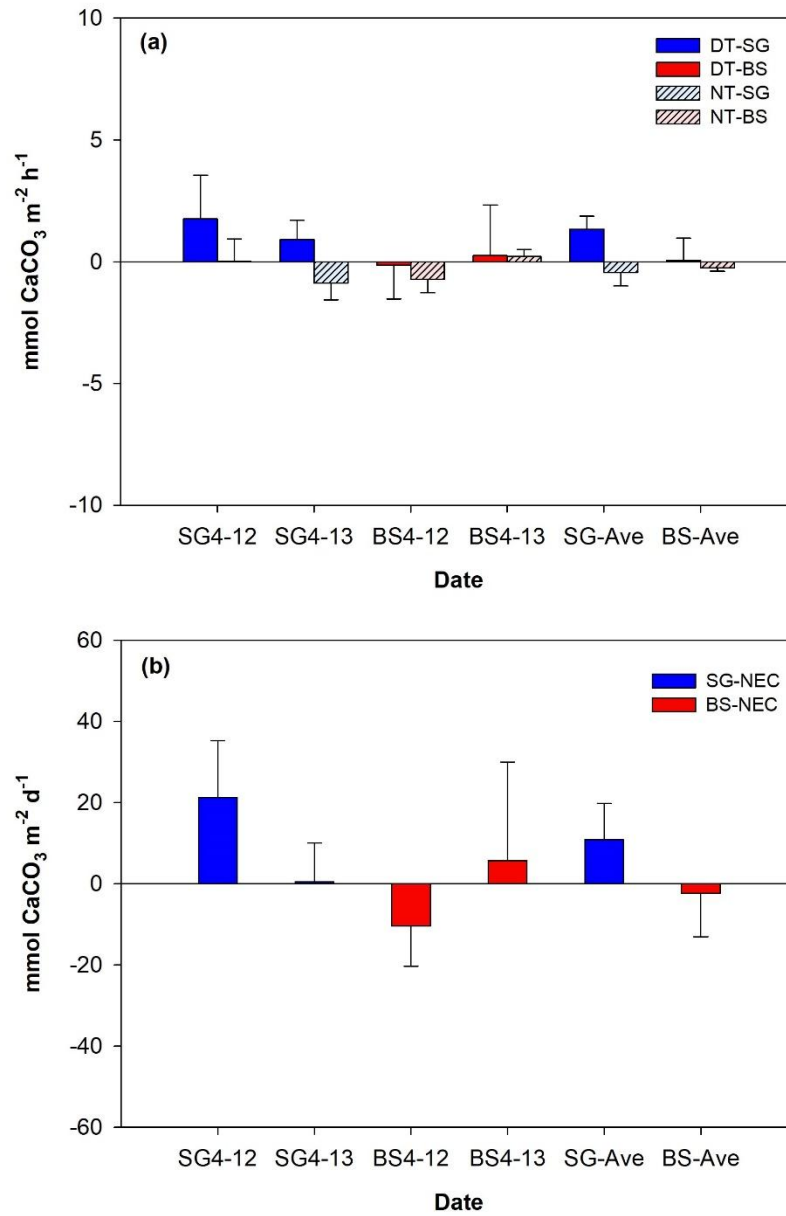 (a)
DT-SG
DT-BS
NT-SG
NT-BS
10
5
0
-5
-10
mmol CaCO₃ m⁻² h⁻¹
SG4-12 SG4-13 BS4-12 BS4-13 SG-Ave BS-Ave
Date
(b)
SG-NEC
BS-NEC
60
40
20
0
-20
-40
-60
mmol CaCO₃ m⁻² d⁻¹
SG4-12 SG4-13 BS4-12 BS4-13 SG-Ave BS-Ave
Date